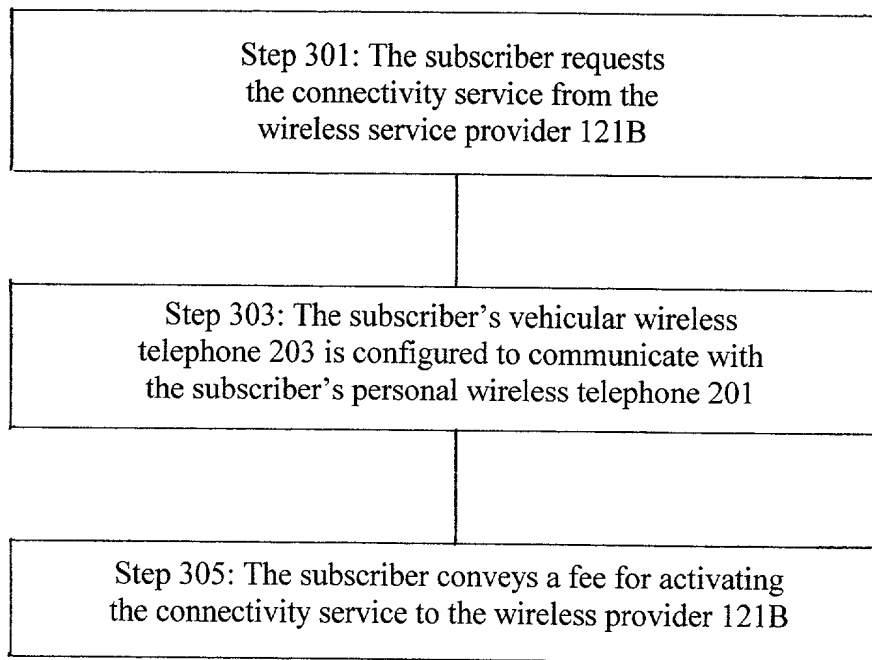 Step 301: The subscriber requests
the connectivity service from the
wireless service provider 121B
Step 303: The subscriber's vehicular wireless
telephone 203 is configured to communicate with
the subscriber's personal wireless telephone 201
Step 305: The subscriber conveys a fee for activating
the connectivity service to the wireless provider 121B